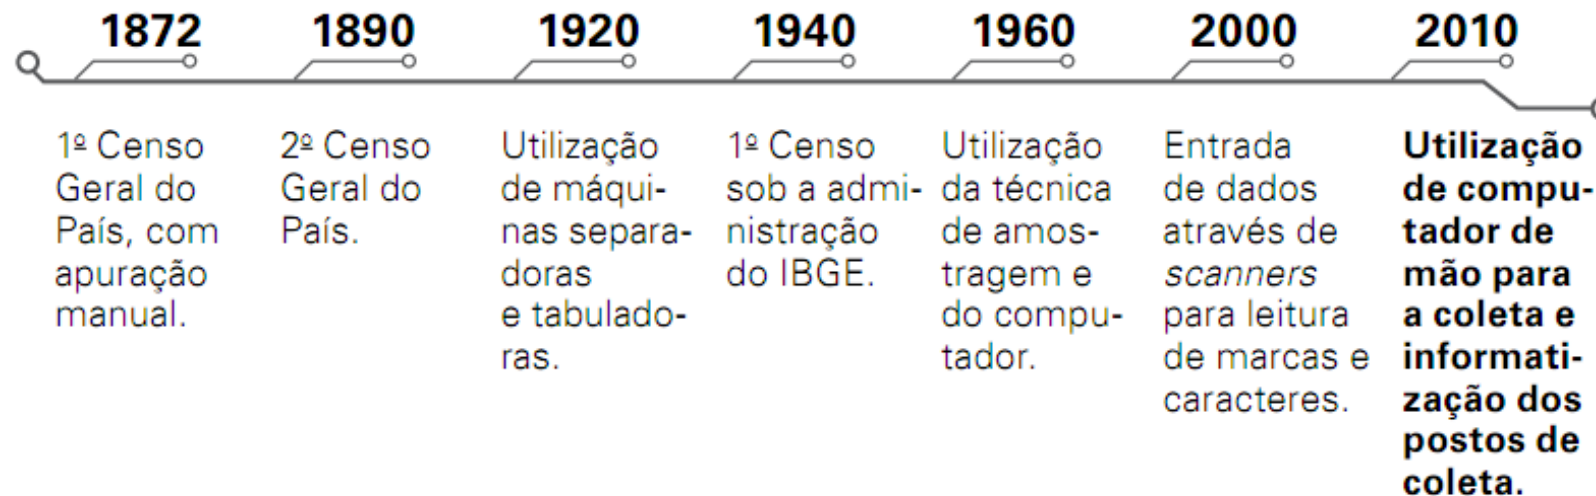 1872
1º Censo
Geral do
País, com
apuração
manual.
1890
2º Censo
Geral do
País.
1920
Utilização
de máqui-
nas separa-
doras
e tabulado-
ras.
1940
1º Censo
sob a admi-
nistração
do IBGE.
1960
Utilização
da técnica
de amos-
tragem e
do compu-
tador.
2000
Entrada
de dados
através de
scanners
para leitura
de marcas e
caracteres.
2010
Utilização
de compu-
tador de
mão para
a coleta e
informati-
zação dos
postos de
coleta.